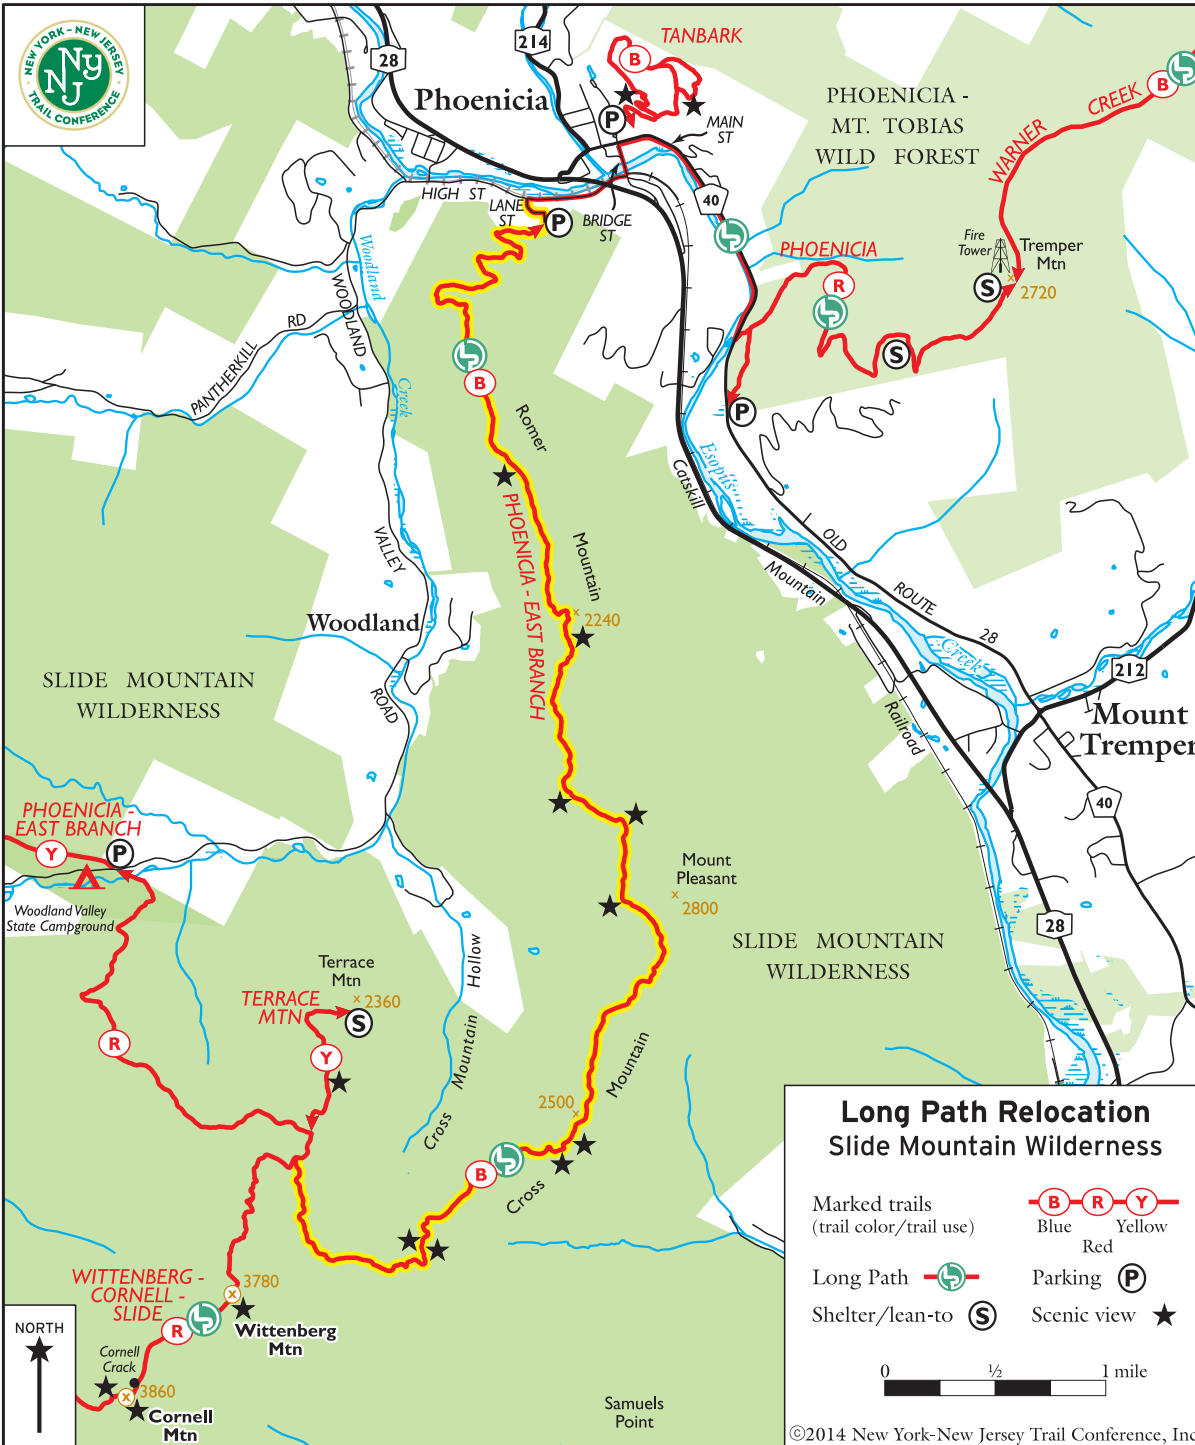 NEW YORK - NEW JERSEY
NY
NJ
TRAIL CONFERENCE
28
214
TANBARK
B
Phoenicia
P
MAIN
ST
PHOENICIA -
MT. TOBIAS
WILD FOREST
WARNER CREEK
B
HIGH ST
LANE
ST
P
BRIDGE
ST
40
PHOENICIA
R
Fire
Tower
Tremper
Mtn
S
2720
S
P
Woodland
Creek
WOODLAND
VALLEY
ROAD
PANTHERKILL RD
B
Romer
Mountain
2240
PHOENICIA - EAST BRANCH
Esopus
Creek
Catskill
Mountain
Railroad
OLD
ROUTE
28
212
Mount
Tremper
40
28
Woodland
SLIDE MOUNTAIN
WILDERNESS
PHOENICIA -
EAST BRANCH
Y
P
Woodland Valley
State Campground
Mount
Pleasant
2800
SLIDE MOUNTAIN
WILDERNESS
Terrace
Mtn
2360
TERRACE
MTN
S
R
Y
Cross Mountain Hollow
2500
Cross Mountain
B
WITTENBERG -
CORNELL -
SLIDE
3780
R
Wittenberg
Mtn
Cornell
Crack
3860
Cornell
Mtn
Samuels
Point
NORTH
Long Path Relocation
Slide Mountain Wilderness
Marked trails
(trail color/trail use)
B R Y
Blue Yellow
Red
Long Path
Parking P
Shelter/lean-to S
Scenic view
0 ½ 1 mile
©2014 New York-New Jersey Trail Conference, Inc